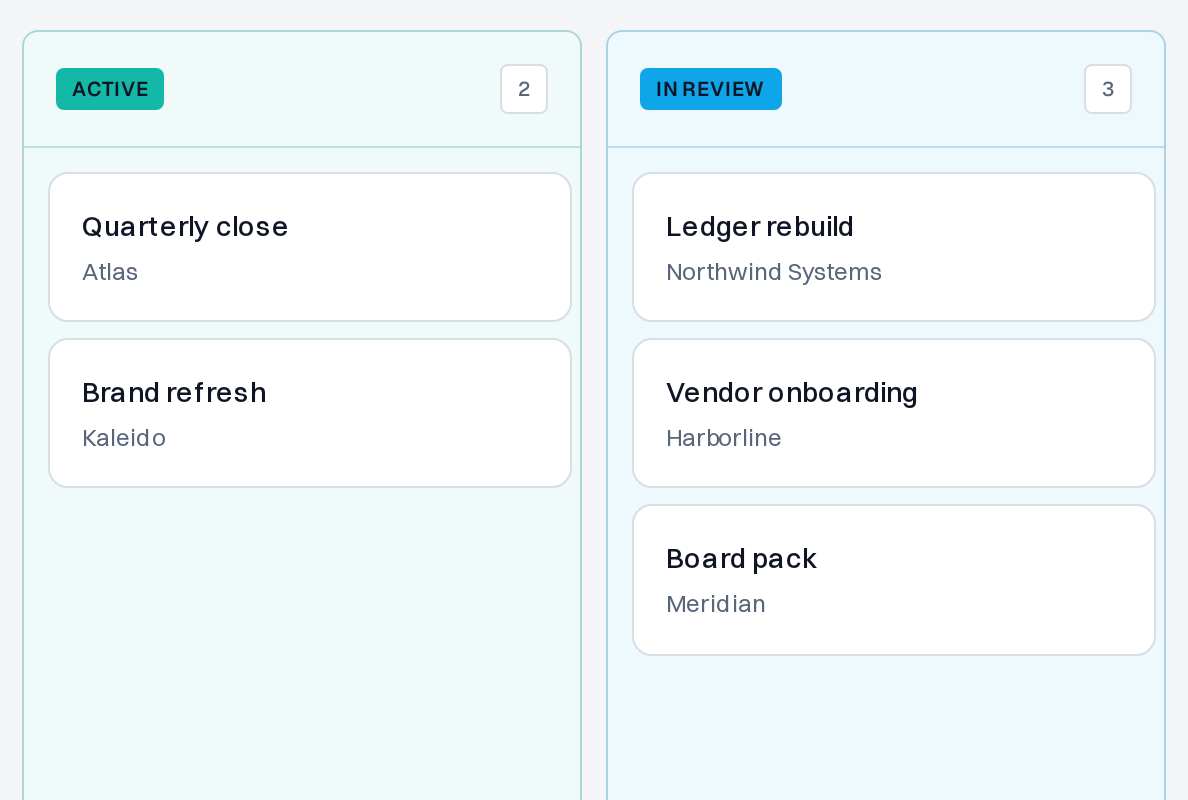 ACTIVE
2
Quarterly close
Atlas
Brand refresh
Kaleido
IN REVIEW
3
Ledger rebuild
Northwind Systems
Vendor onboarding
Harborline
Board pack
Meridian